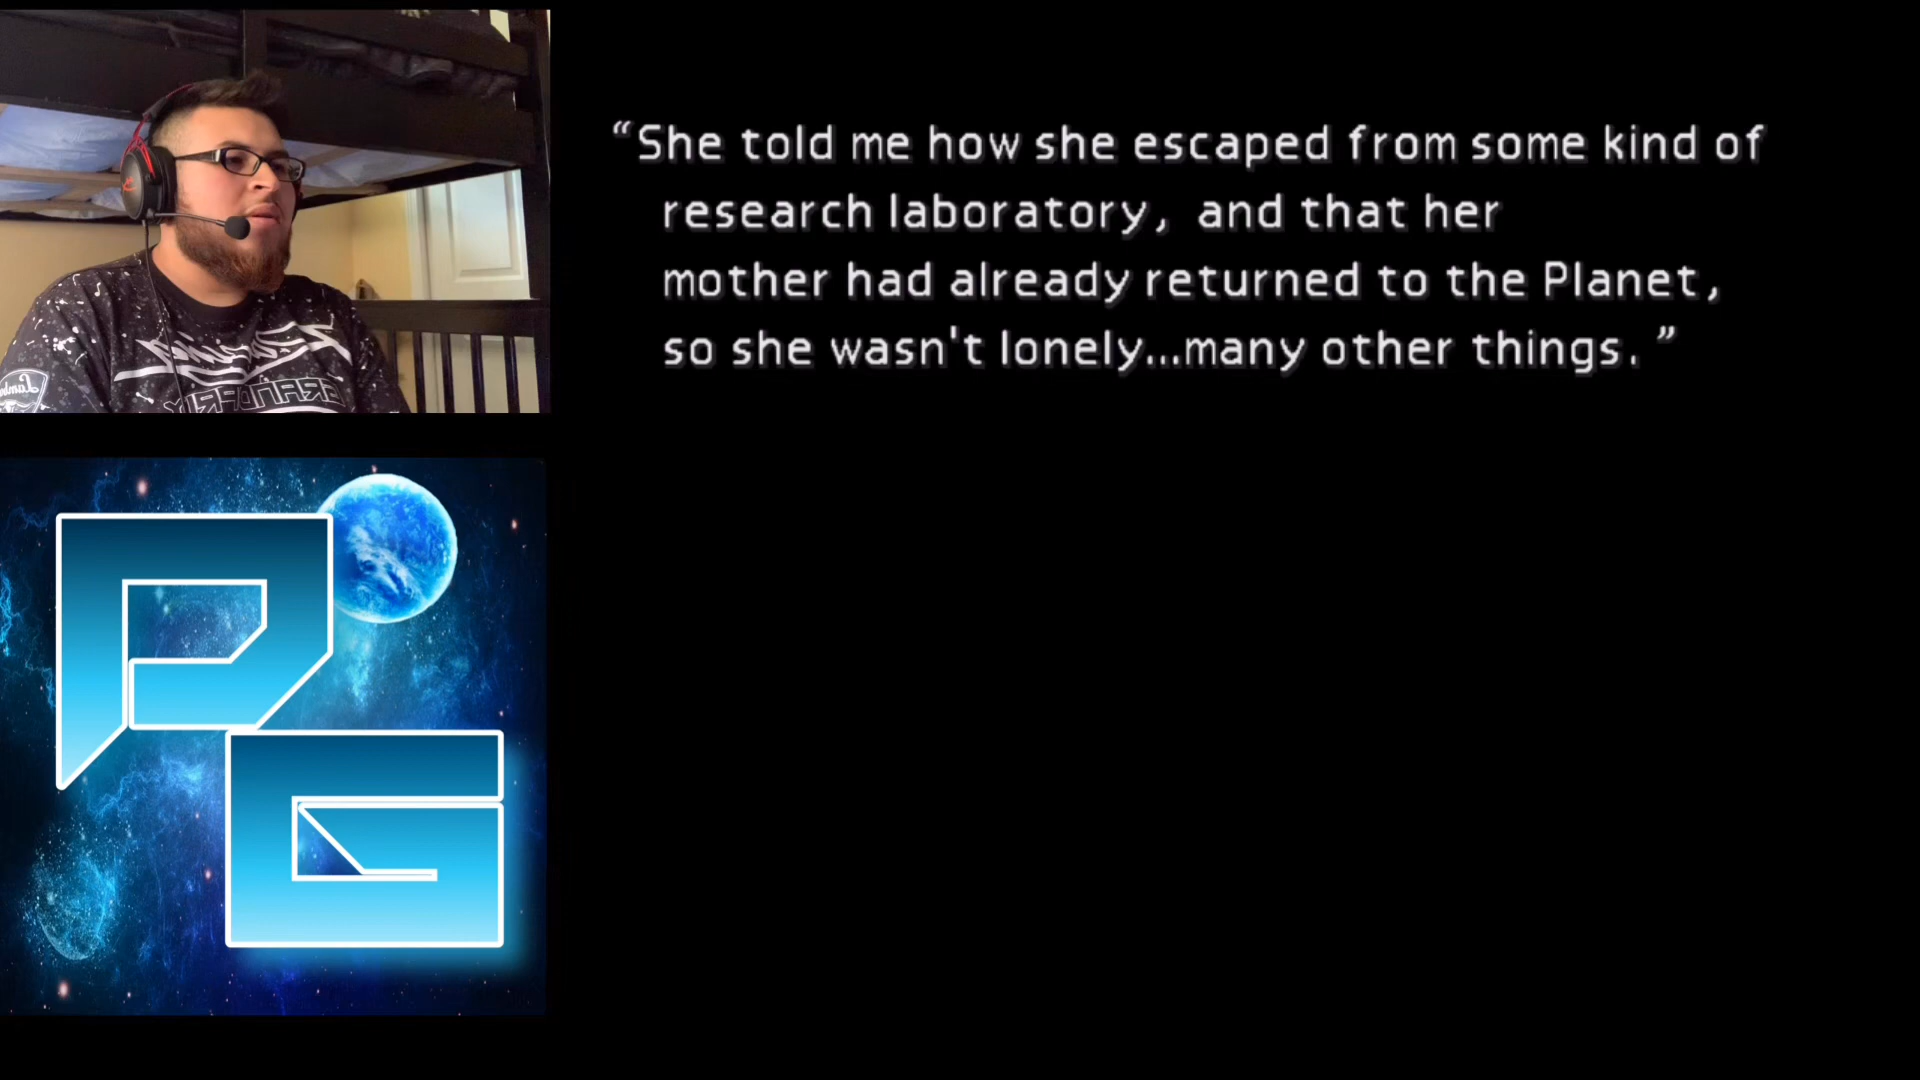 “She told me how she escaped from some kind of
research laboratory, and that her
mother had already returned to the Planet,
so she wasn't lonely...many other things. ”
PG